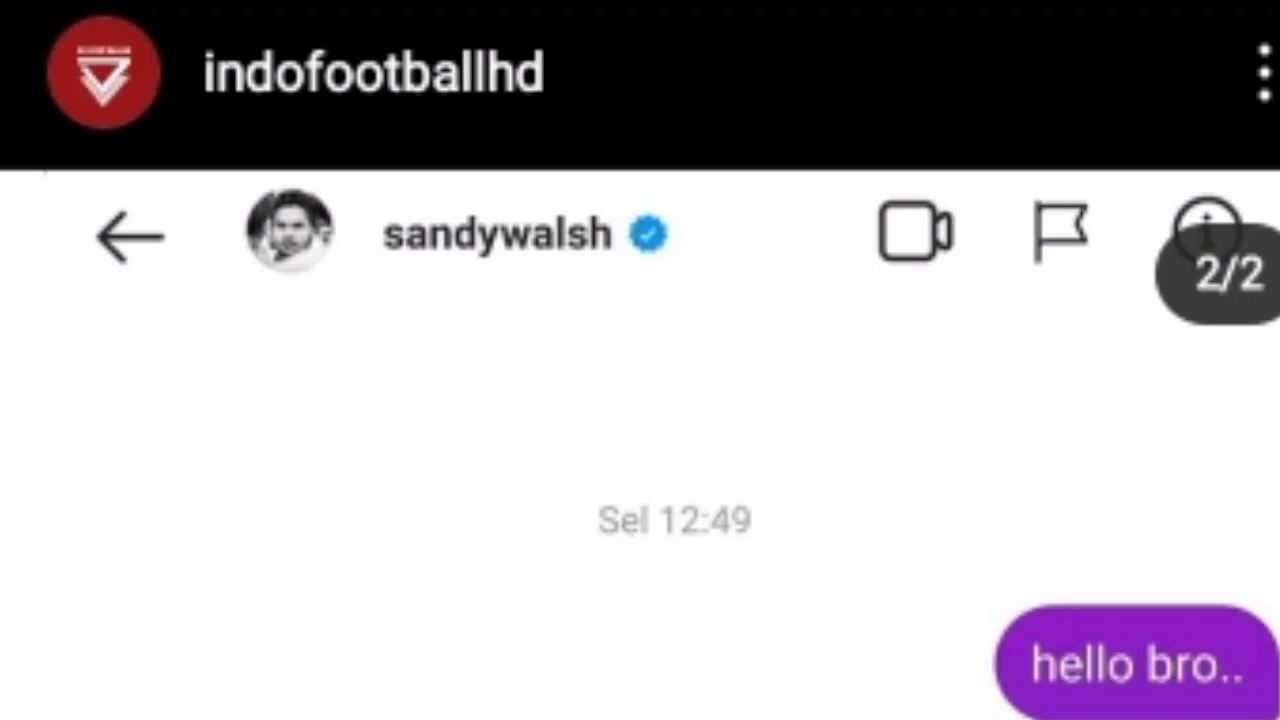 indofootballhd
sandywalsh
2/2
Sel 12:49
hello bro..